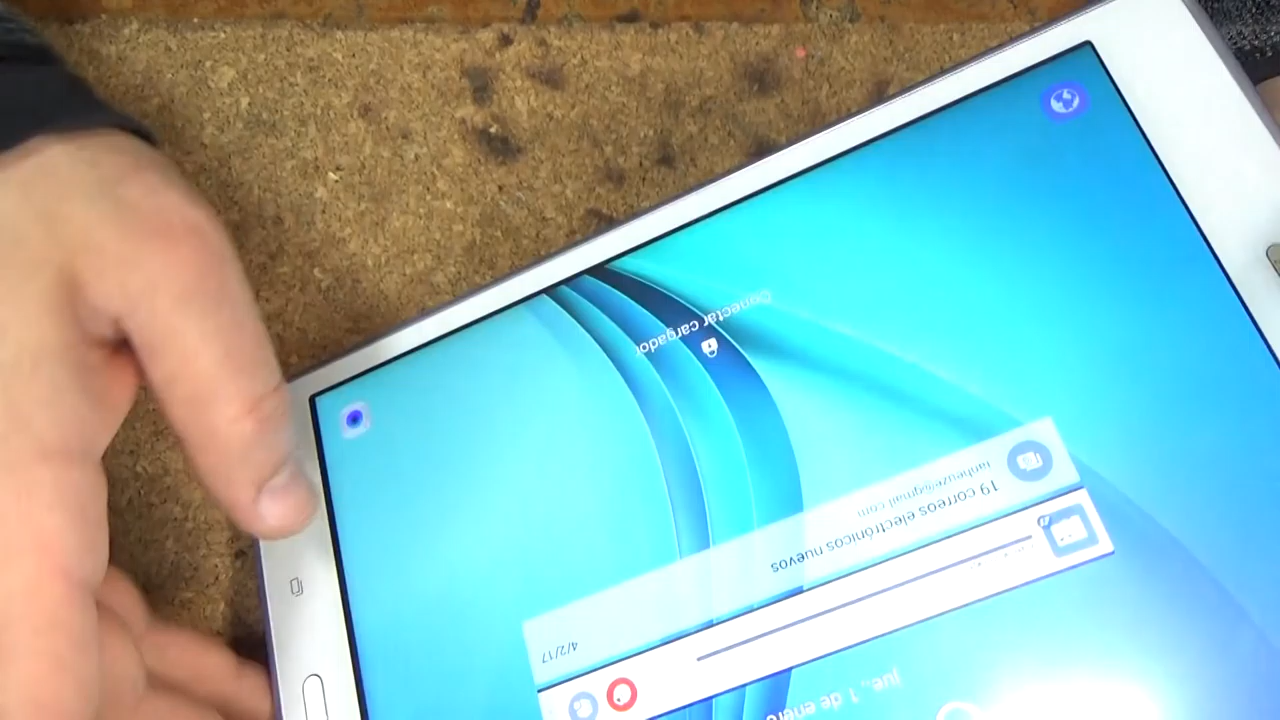 jue., 1 de enero
19 correos electrónicos nuevos
4/2/17
Conectar cargador